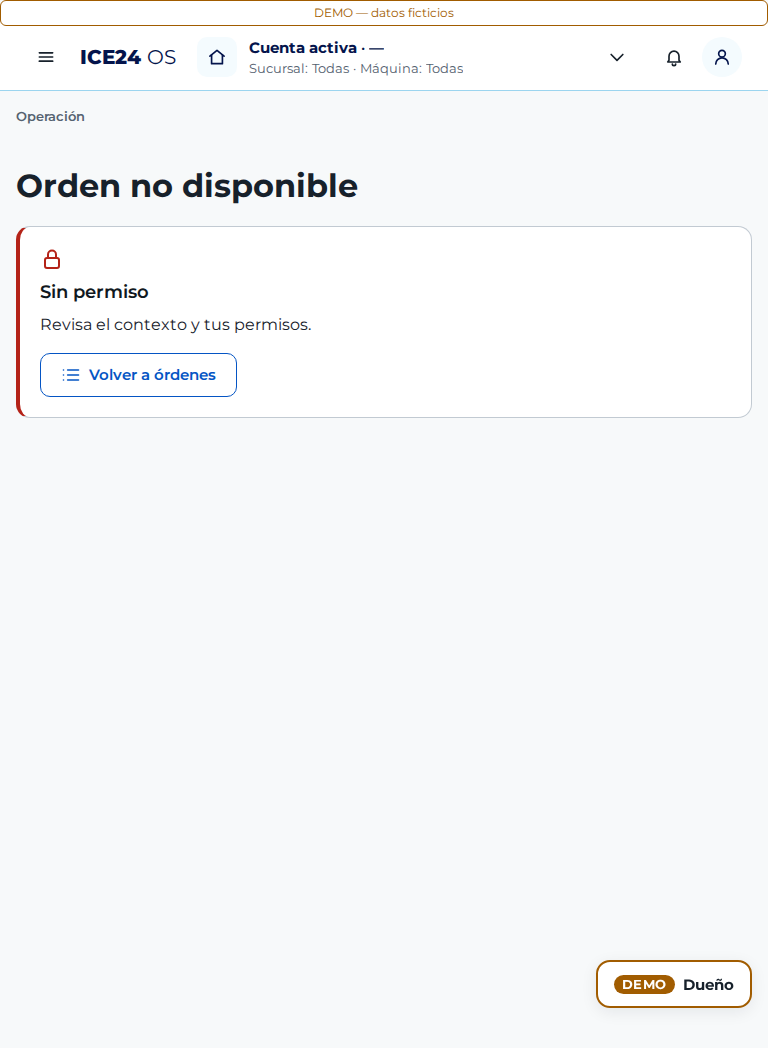 DEMO — datos ficticios
ICE24 OS
Cuenta activa · —
Sucursal: Todas · Máquina: Todas
Operación
Orden no disponible
Sin permiso
Revisa el contexto y tus permisos.
Volver a órdenes
DEMO Dueño